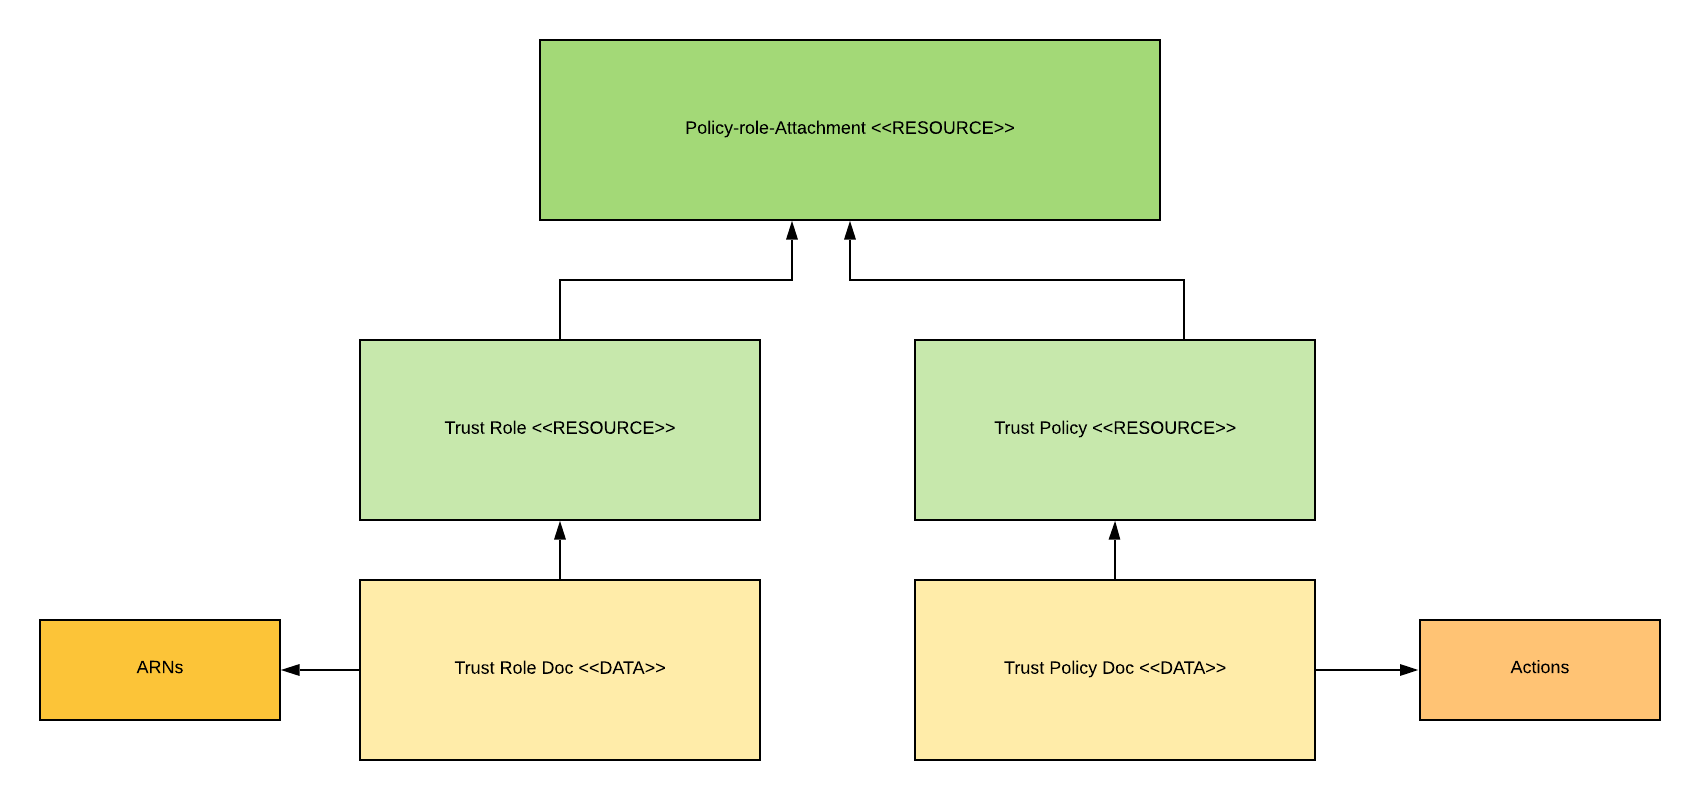 Policy-role-Attachment <<RESOURCE>>
Trust Role <<RESOURCE>>
Trust Policy <<RESOURCE>>
ARNs
Trust Role Doc <<DATA>>
Trust Policy Doc <<DATA>>
Actions